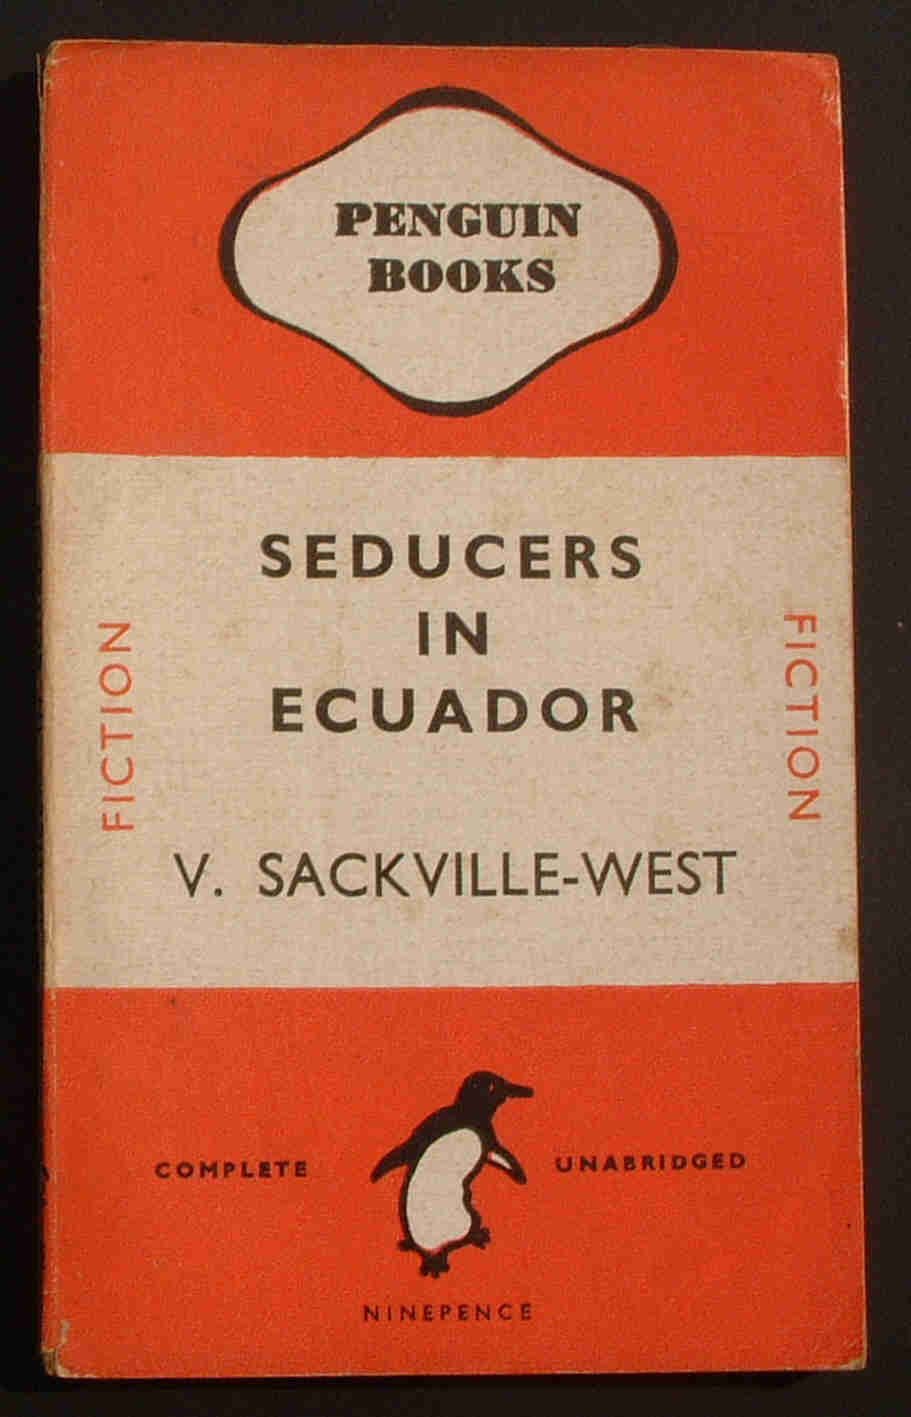 PENGUIN
BOOKS
SEDUCERS
IN
ECUADOR
FICTION
FICTION
V. SACKVILLE-WEST
COMPLETE
UNABRIDGED
NINEPENCE